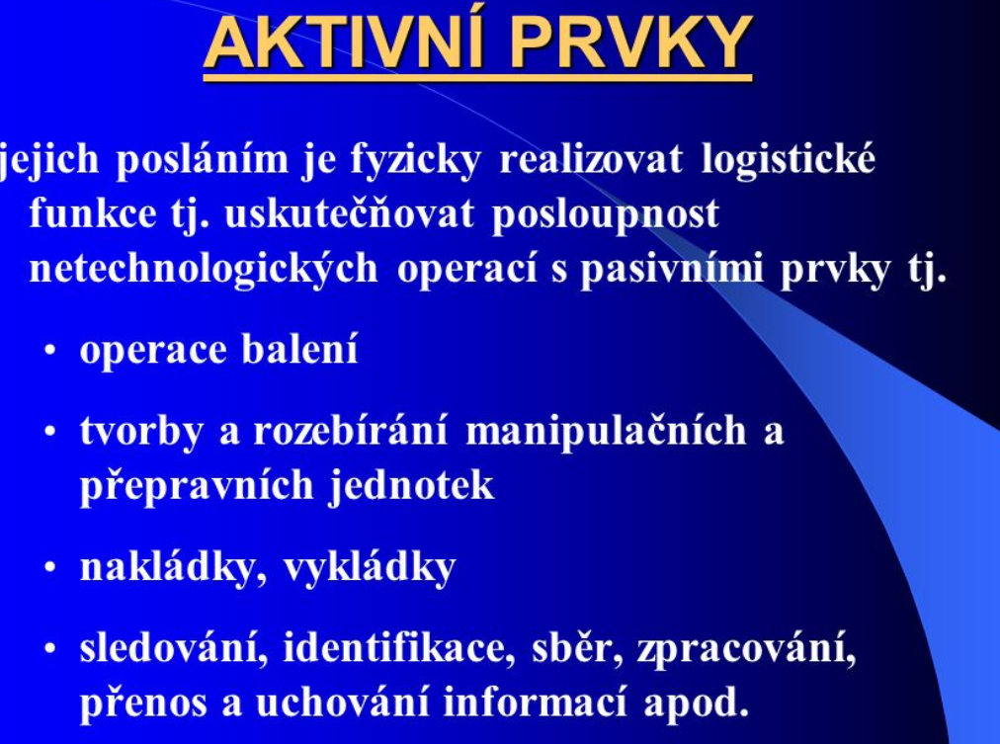 AKTIVNÍ PRVKY
jejich posláním je fyzicky realizovat logistické
funkce tj. uskutečňovat posloupnost
netechnologických operací s pasivními prvky tj.
• operace balení
• tvorby a rozebírání manipulačních a
přepravních jednotek
• nakládky, vykládky
• sledování, identifikace, sběr, zpracování,
přenos a uchování informací apod.